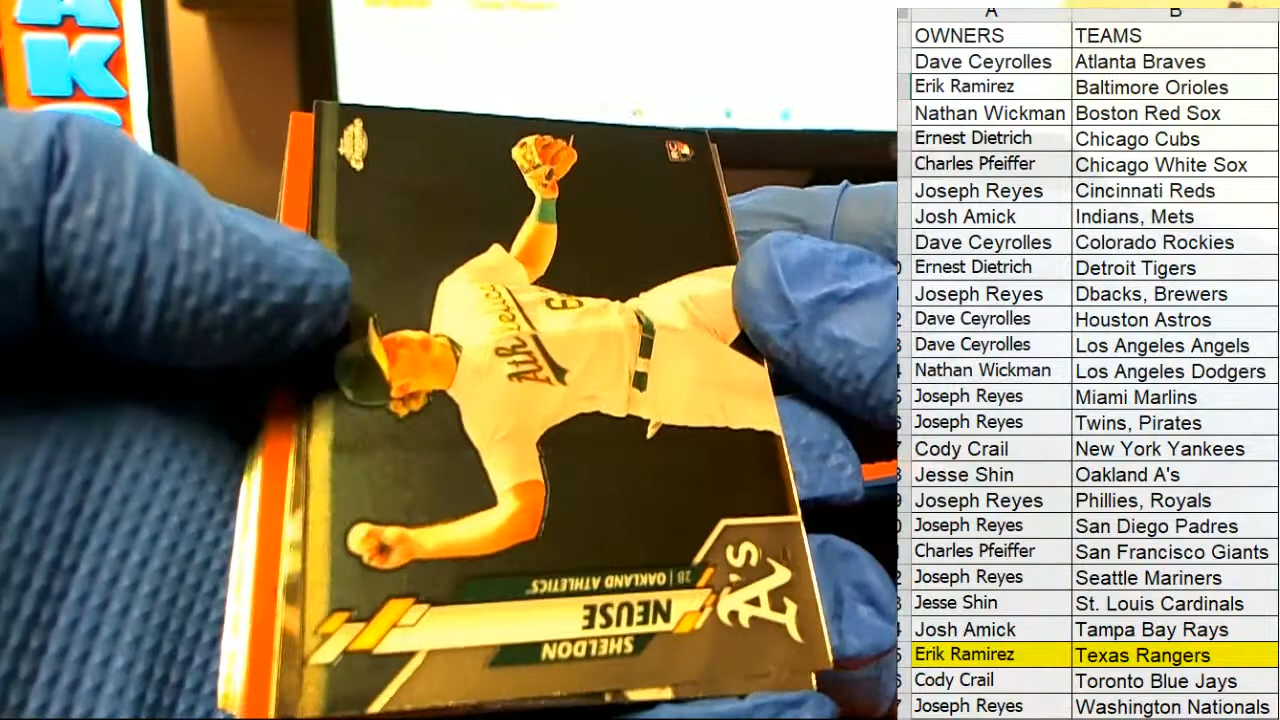 AK
A B
OWNERS TEAMS
Dave Ceyrolles Atlanta Braves
Erik Ramirez Baltimore Orioles
Nathan Wickman Boston Red Sox
Ernest Dietrich Chicago Cubs
Charles Pfeiffer Chicago White Sox
Joseph Reyes Cincinnati Reds
Josh Amick Indians, Mets
Dave Ceyrolles Colorado Rockies
Ernest Dietrich Detroit Tigers
Joseph Reyes Dbacks, Brewers
Dave Ceyrolles Houston Astros
Dave Ceyrolles Los Angeles Angels
Nathan Wickman Los Angeles Dodgers
Joseph Reyes Miami Marlins
Joseph Reyes Twins, Pirates
Cody Crail New York Yankees
Jesse Shin Oakland A's
Joseph Reyes Phillies, Royals
Joseph Reyes San Diego Padres
Charles Pfeiffer San Francisco Giants
Joseph Reyes Seattle Mariners
Jesse Shin St. Louis Cardinals
Josh Amick Tampa Bay Rays
Erik Ramirez Texas Rangers
Cody Crail Toronto Blue Jays
Joseph Reyes Washington Nationals
RC
Athletics
6
SHELDON
NEUSE
2B | OAKLAND ATHLETICS
A'S